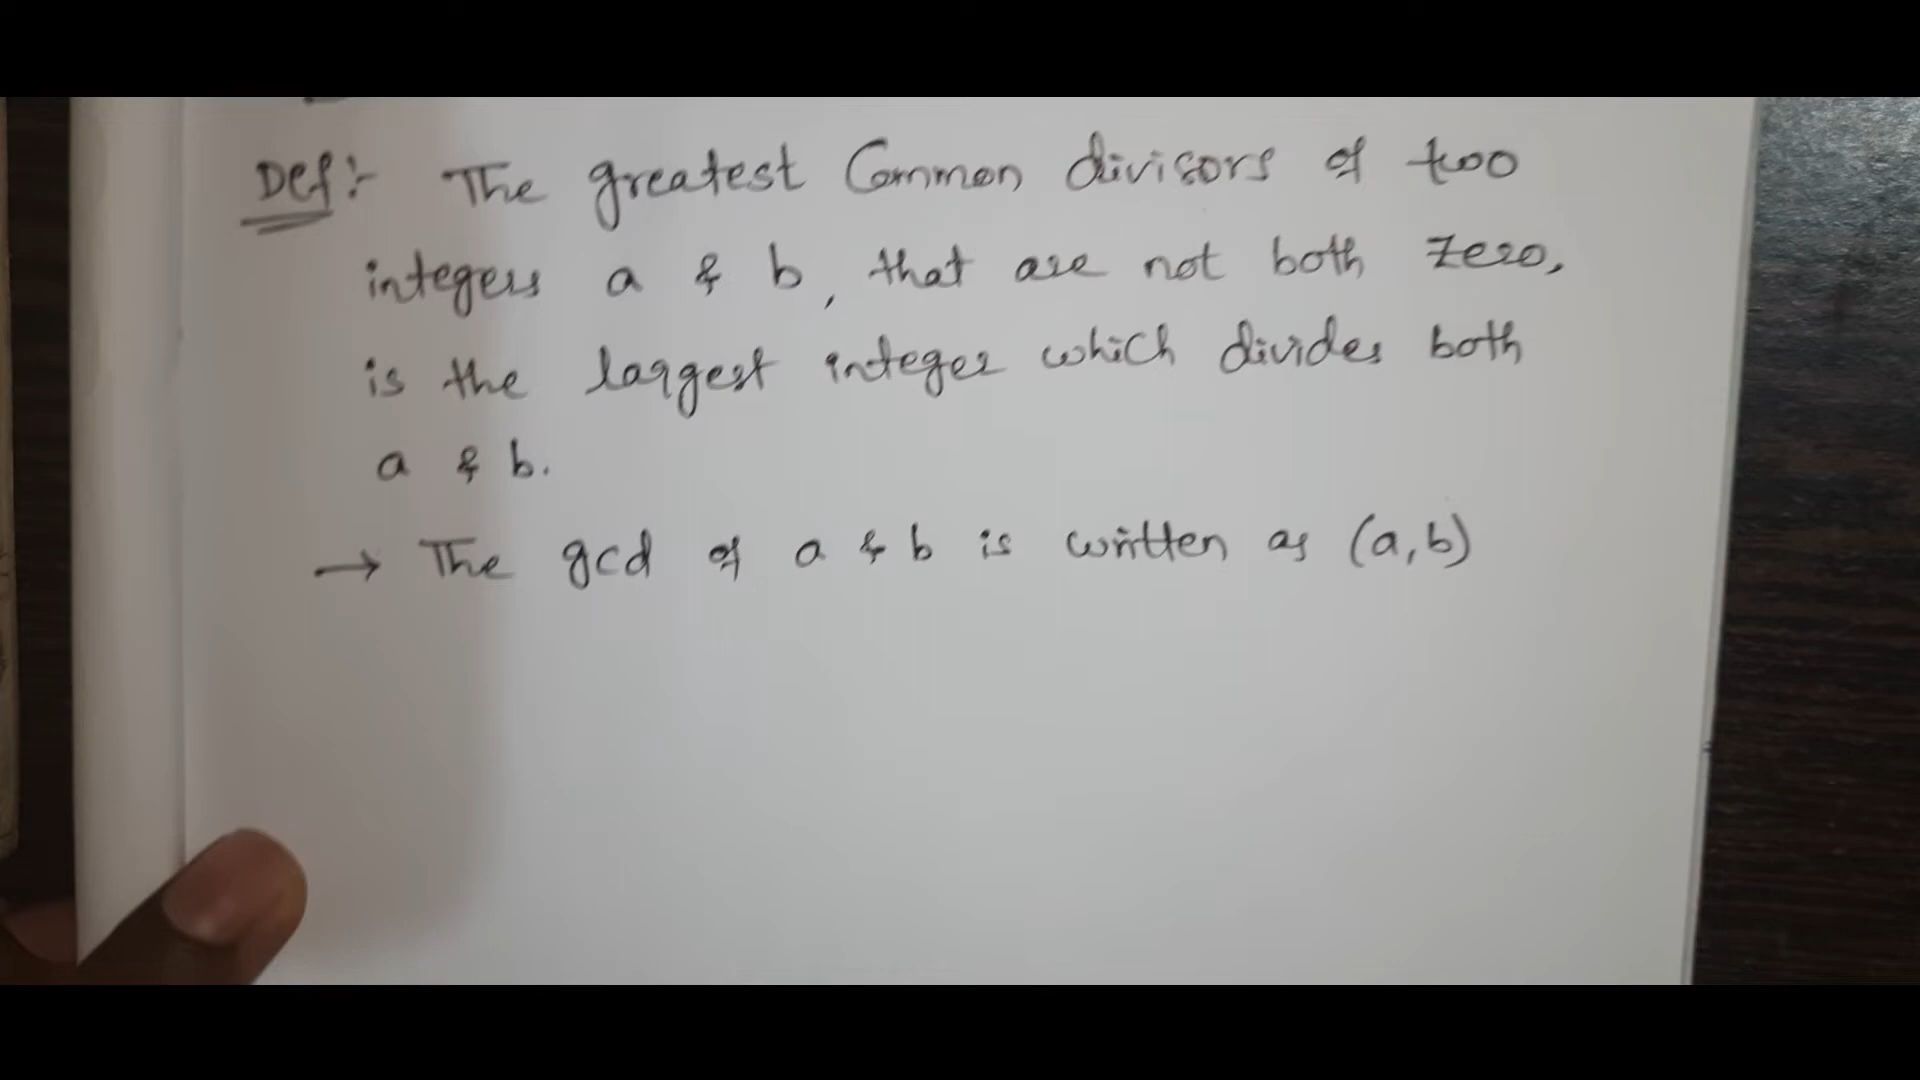 Def:- The greatest Common divisors of two
integers a & b, that are not both zero,
is the largest integer which divides both
a & b.
→ The gcd of a & b is written as (a,b)